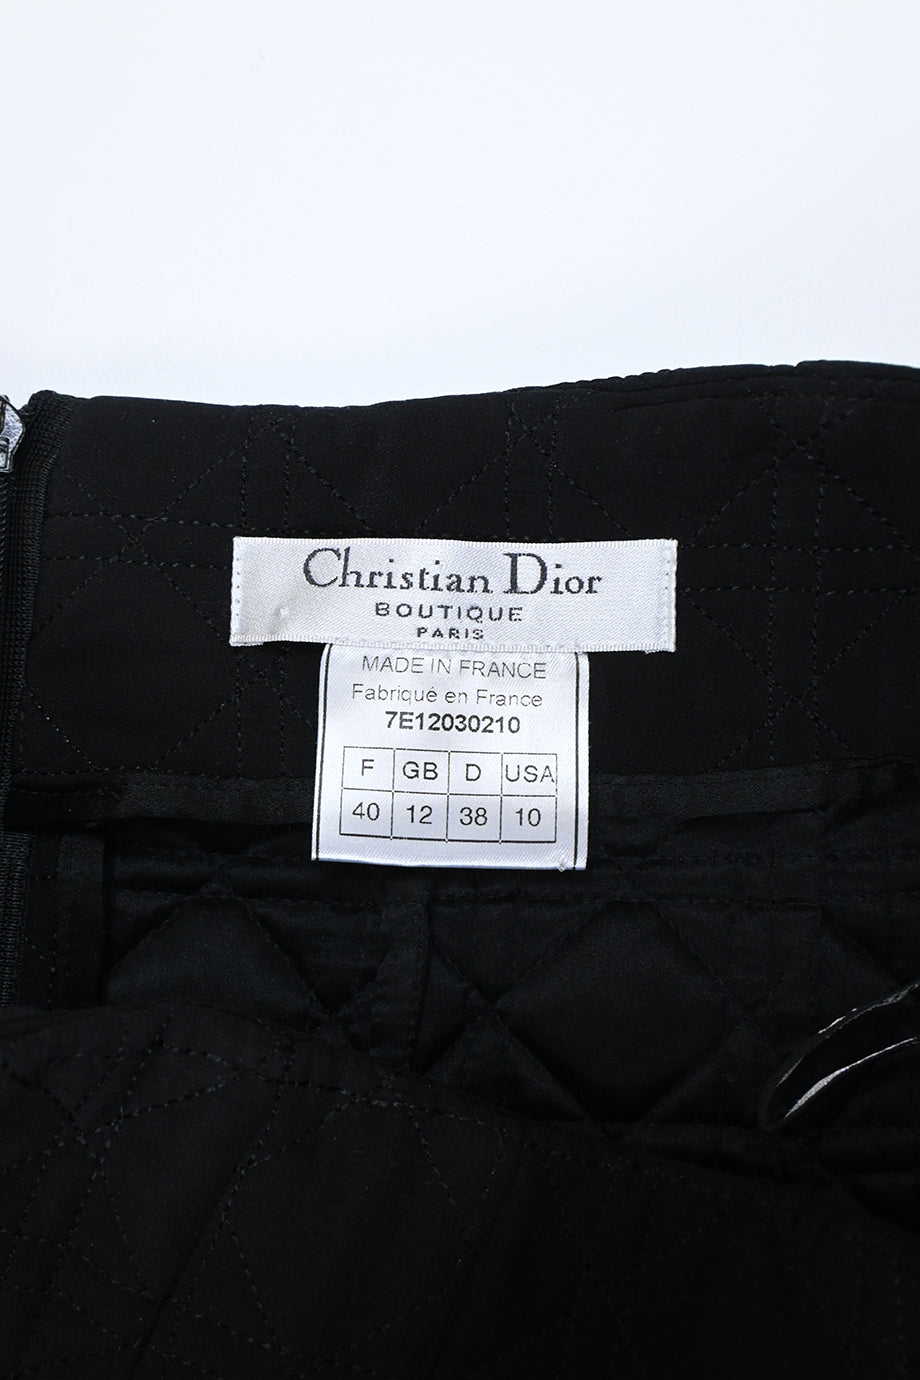 Christian Dior
BOUTIQUE
PARIS
MADE IN FRANCE
Fabriqué en France
7E12030210
F GB D USA
40 12 38 10